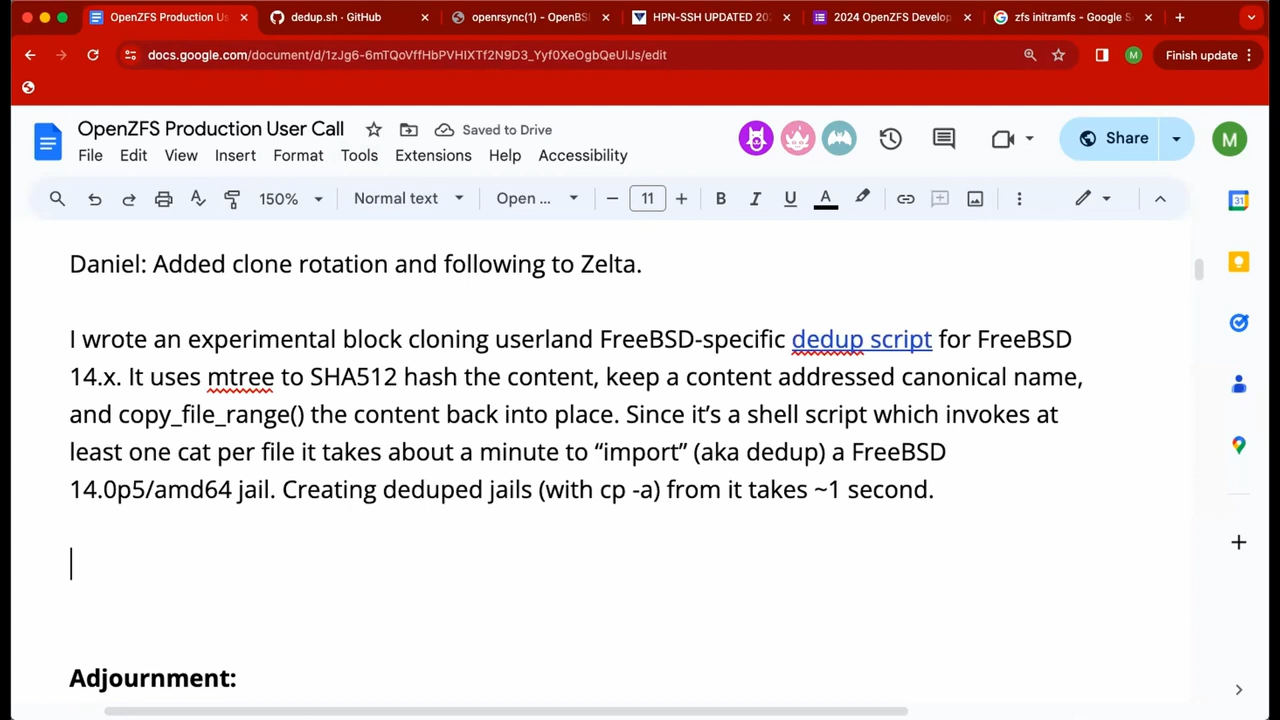 OpenZFS Production Us
dedup.sh · GitHub
openrsync(1) - OpenBS
HPN-SSH UPDATED 202
2024 OpenZFS Develop
zfs initramfs - Google S
docs.google.com/document/d/1zJg6-6mTQoVffHbPVHIXTf2N9D3_Yyf0XeOgbQeUlJs/edit
M
Finish update
OpenZFS Production User Call
Saved to Drive
File Edit View Insert Format Tools Extensions Help Accessibility
Share
M
150%
Normal text
Open ...
11
B I U A
31
Daniel: Added clone rotation and following to Zelta.
I wrote an experimental block cloning userland FreeBSD-specific dedup script for FreeBSD
14.x. It uses mtree to SHA512 hash the content, keep a content addressed canonical name,
and copy_file_range() the content back into place. Since it’s a shell script which invokes at
least one cat per file it takes about a minute to “import” (aka dedup) a FreeBSD
14.0p5/amd64 jail. Creating deduped jails (with cp -a) from it takes ~1 second.
Adjournment: